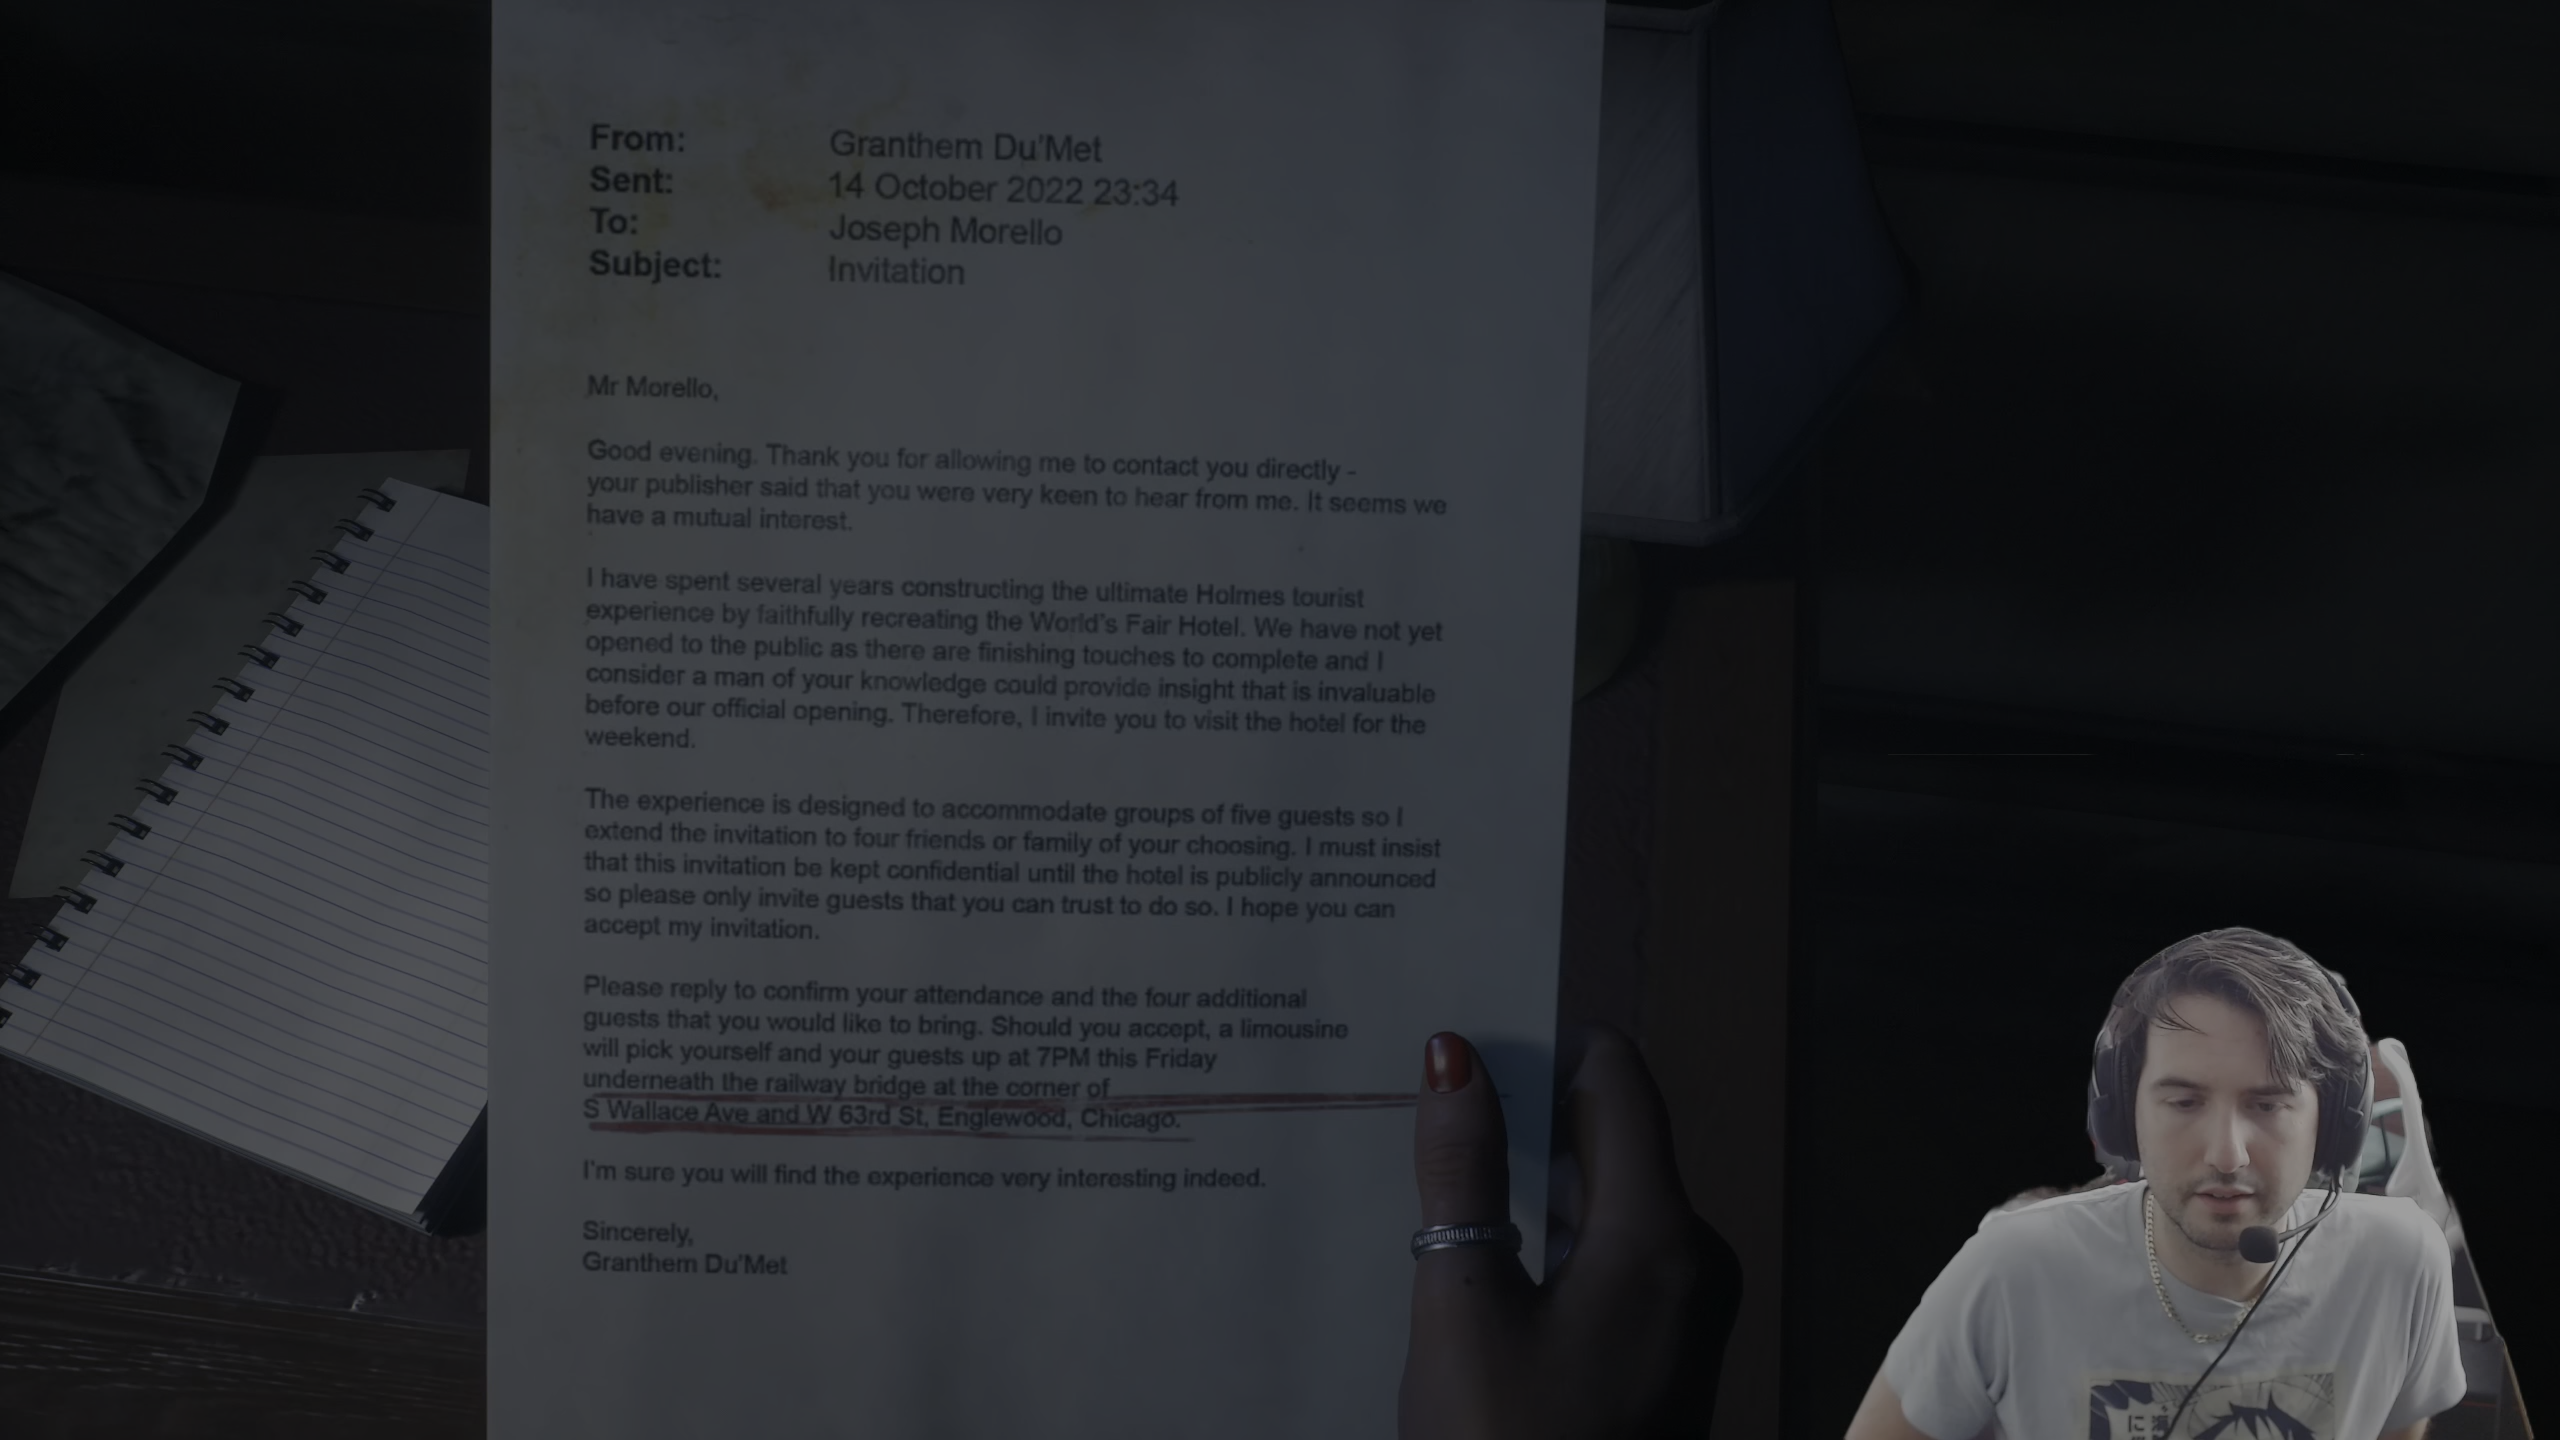 From: Granthem Du'Met
Sent: 14 October 2022 23:34
To: Joseph Morello
Subject: Invitation
Mr Morello,
Good evening. Thank you for allowing me to contact you directly -
your publisher said that you were very keen to hear from me. It seems we
have a mutual interest.
I have spent several years constructing the ultimate Holmes tourist
experience by faithfully recreating the World's Fair Hotel. We have not yet
opened to the public as there are finishing touches to complete and I
consider a man of your knowledge could provide insight that is invaluable
before our official opening. Therefore, I invite you to visit the hotel for the
weekend.
The experience is designed to accommodate groups of five guests so I
extend the invitation to four friends or family of your choosing. I must insist
that this invitation be kept confidential until the hotel is publicly announced
so please only invite guests that you can trust to do so. I hope you can
accept my invitation.
Please reply to confirm your attendance and the four additional
guests that you would like to bring. Should you accept, a limousine
will pick yourself and your guests up at 7PM this Friday
underneath the railway bridge at the corner of
S Wallace Ave and W 63rd St, Englewood, Chicago.
I'm sure you will find the experience very interesting indeed.
Sincerely,
Granthem Du'Met
に